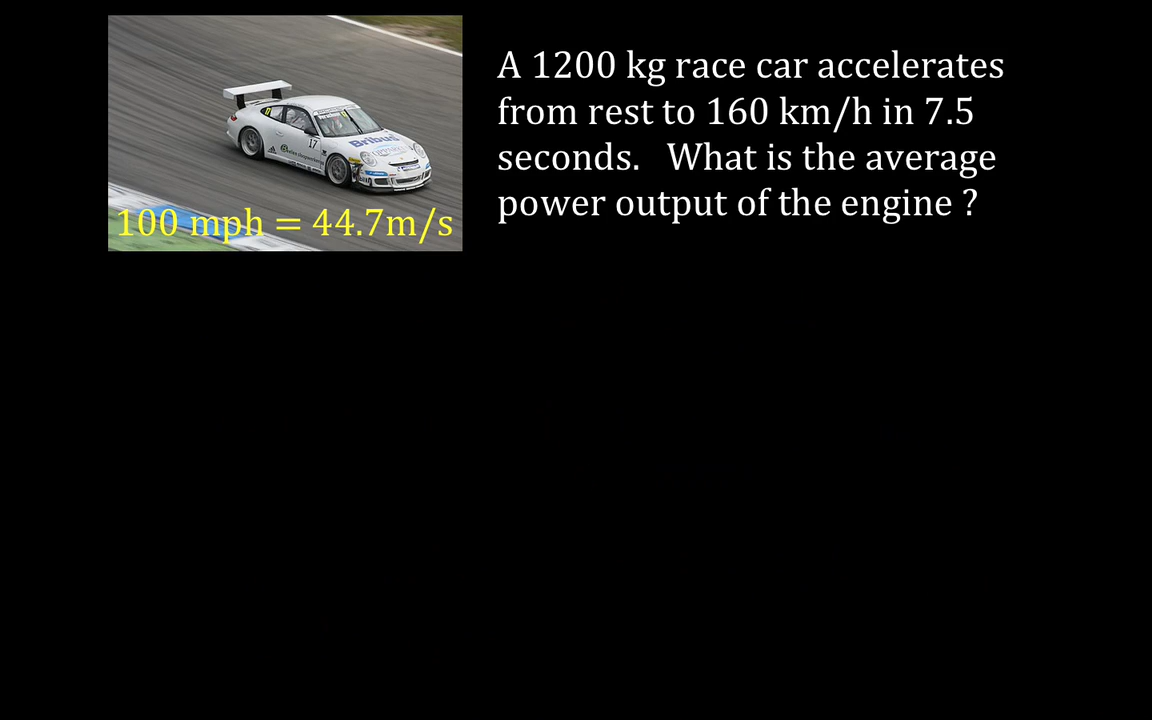 A 1200 kg race car accelerates
from rest to 160 km/h in 7.5
seconds.   What is the average
power output of the engine ?
17
100 mph = 44.7m/s